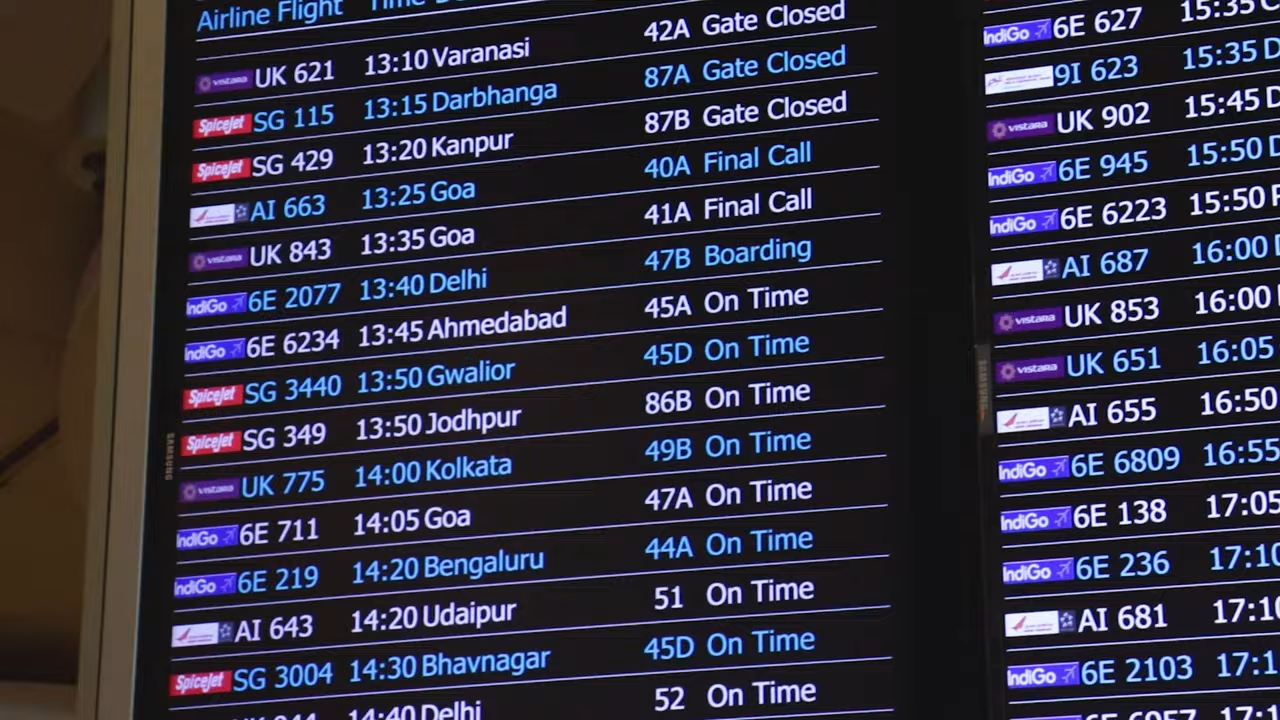 Airline Flight
vistara UK 621 13:10 Varanasi 42A Gate Closed
SpiceJet SG 115 13:15 Darbhanga 87A Gate Closed
SpiceJet SG 429 13:20 Kanpur 87B Gate Closed
AI 663 13:25 Goa 40A Final Call
vistara UK 843 13:35 Goa 41A Final Call
IndiGo 6E 2077 13:40 Delhi 47B Boarding
IndiGo 6E 6234 13:45 Ahmedabad 45A On Time
SpiceJet SG 3440 13:50 Gwalior 45D On Time
SpiceJet SG 349 13:50 Jodhpur 86B On Time
vistara UK 775 14:00 Kolkata 49B On Time
IndiGo 6E 711 14:05 Goa 47A On Time
IndiGo 6E 219 14:20 Bengaluru 44A On Time
AI 643 14:20 Udaipur 51 On Time
SpiceJet SG 3004 14:30 Bhavnagar 45D On Time
14:40 Delhi 52 On Time
SAMSUNG
IndiGo 6E 627 15:35
9I 623 15:35
vistara UK 902 15:45
IndiGo 6E 945 15:50
IndiGo 6E 6223 15:50
AI 687 16:00
vistara UK 853 16:00
vistara UK 651 16:05
AI 655 16:50
IndiGo 6E 6809 16:55
IndiGo 6E 138 17:05
IndiGo 6E 236 17:10
AI 681 17:10
IndiGo 6E 2103 17:1
SAMSUNG